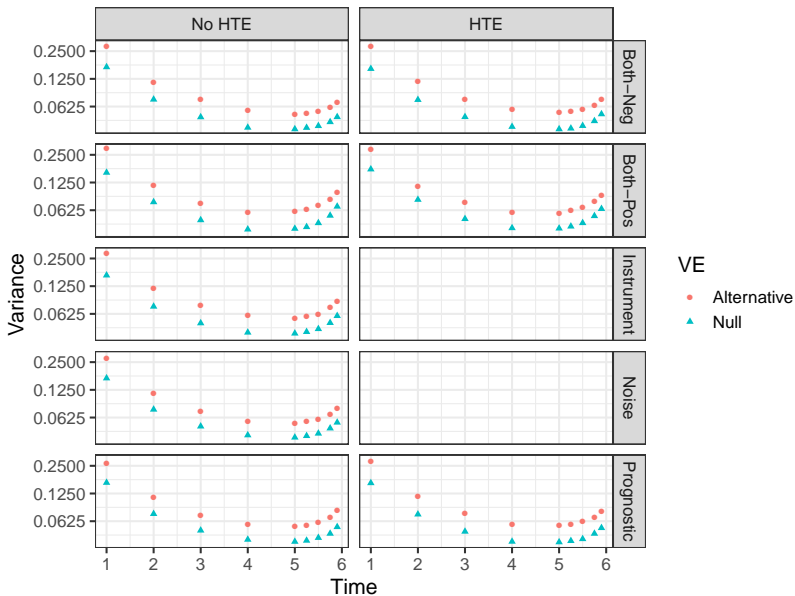 No HTE
HTE
0.2500
0.1250
0.0625
Both−Neg
0.2500
0.1250
0.0625
Both−Pos
0.2500
0.1250
0.0625
Instrument
0.2500
0.1250
0.0625
Noise
0.2500
0.1250
0.0625
Prognostic
1 2 3 4 5 6
1 2 3 4 5 6
Time
Variance
VE
Alternative
Null